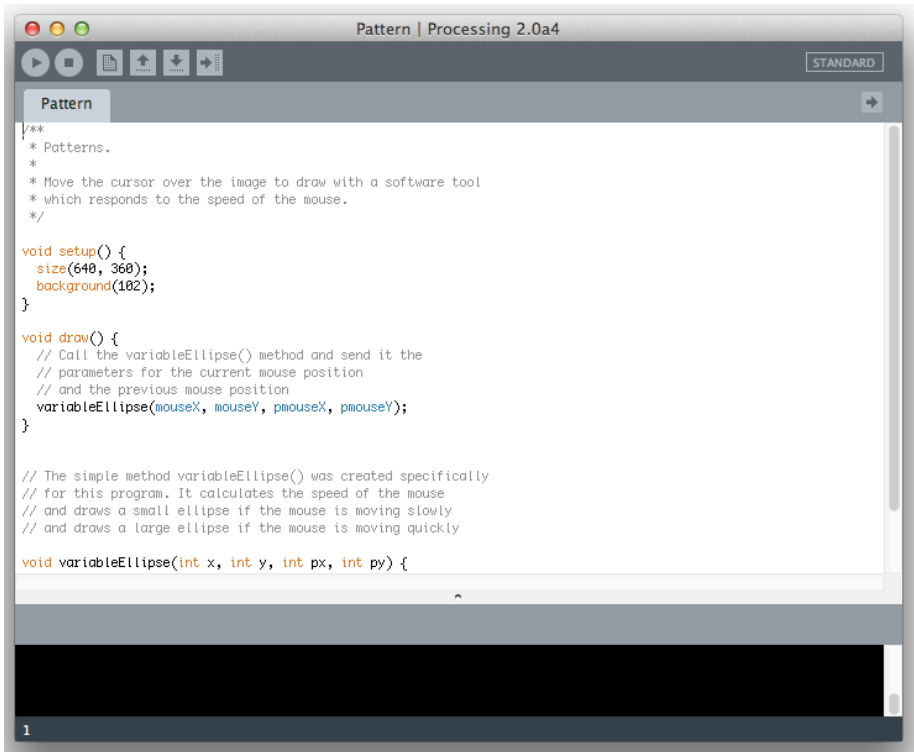 Pattern | Processing 2.0a4
STANDARD
Pattern
/**
* Patterns.
*
* Move the cursor over the image to draw with a software tool
* which responds to the speed of the mouse.
*/
void setup() {
size(640, 360);
background(102);
}
void draw() {
// Call the variableEllipse() method and send it the
// parameters for the current mouse position
// and the previous mouse position
variableEllipse(mouseX, mouseY, pmouseX, pmouseY);
}
// The simple method variableEllipse() was created specifically
// for this program. It calculates the speed of the mouse
// and draws a small ellipse if the mouse is moving slowly
// and draws a large ellipse if the mouse is moving quickly
void variableEllipse(int x, int y, int px, int py) {
1